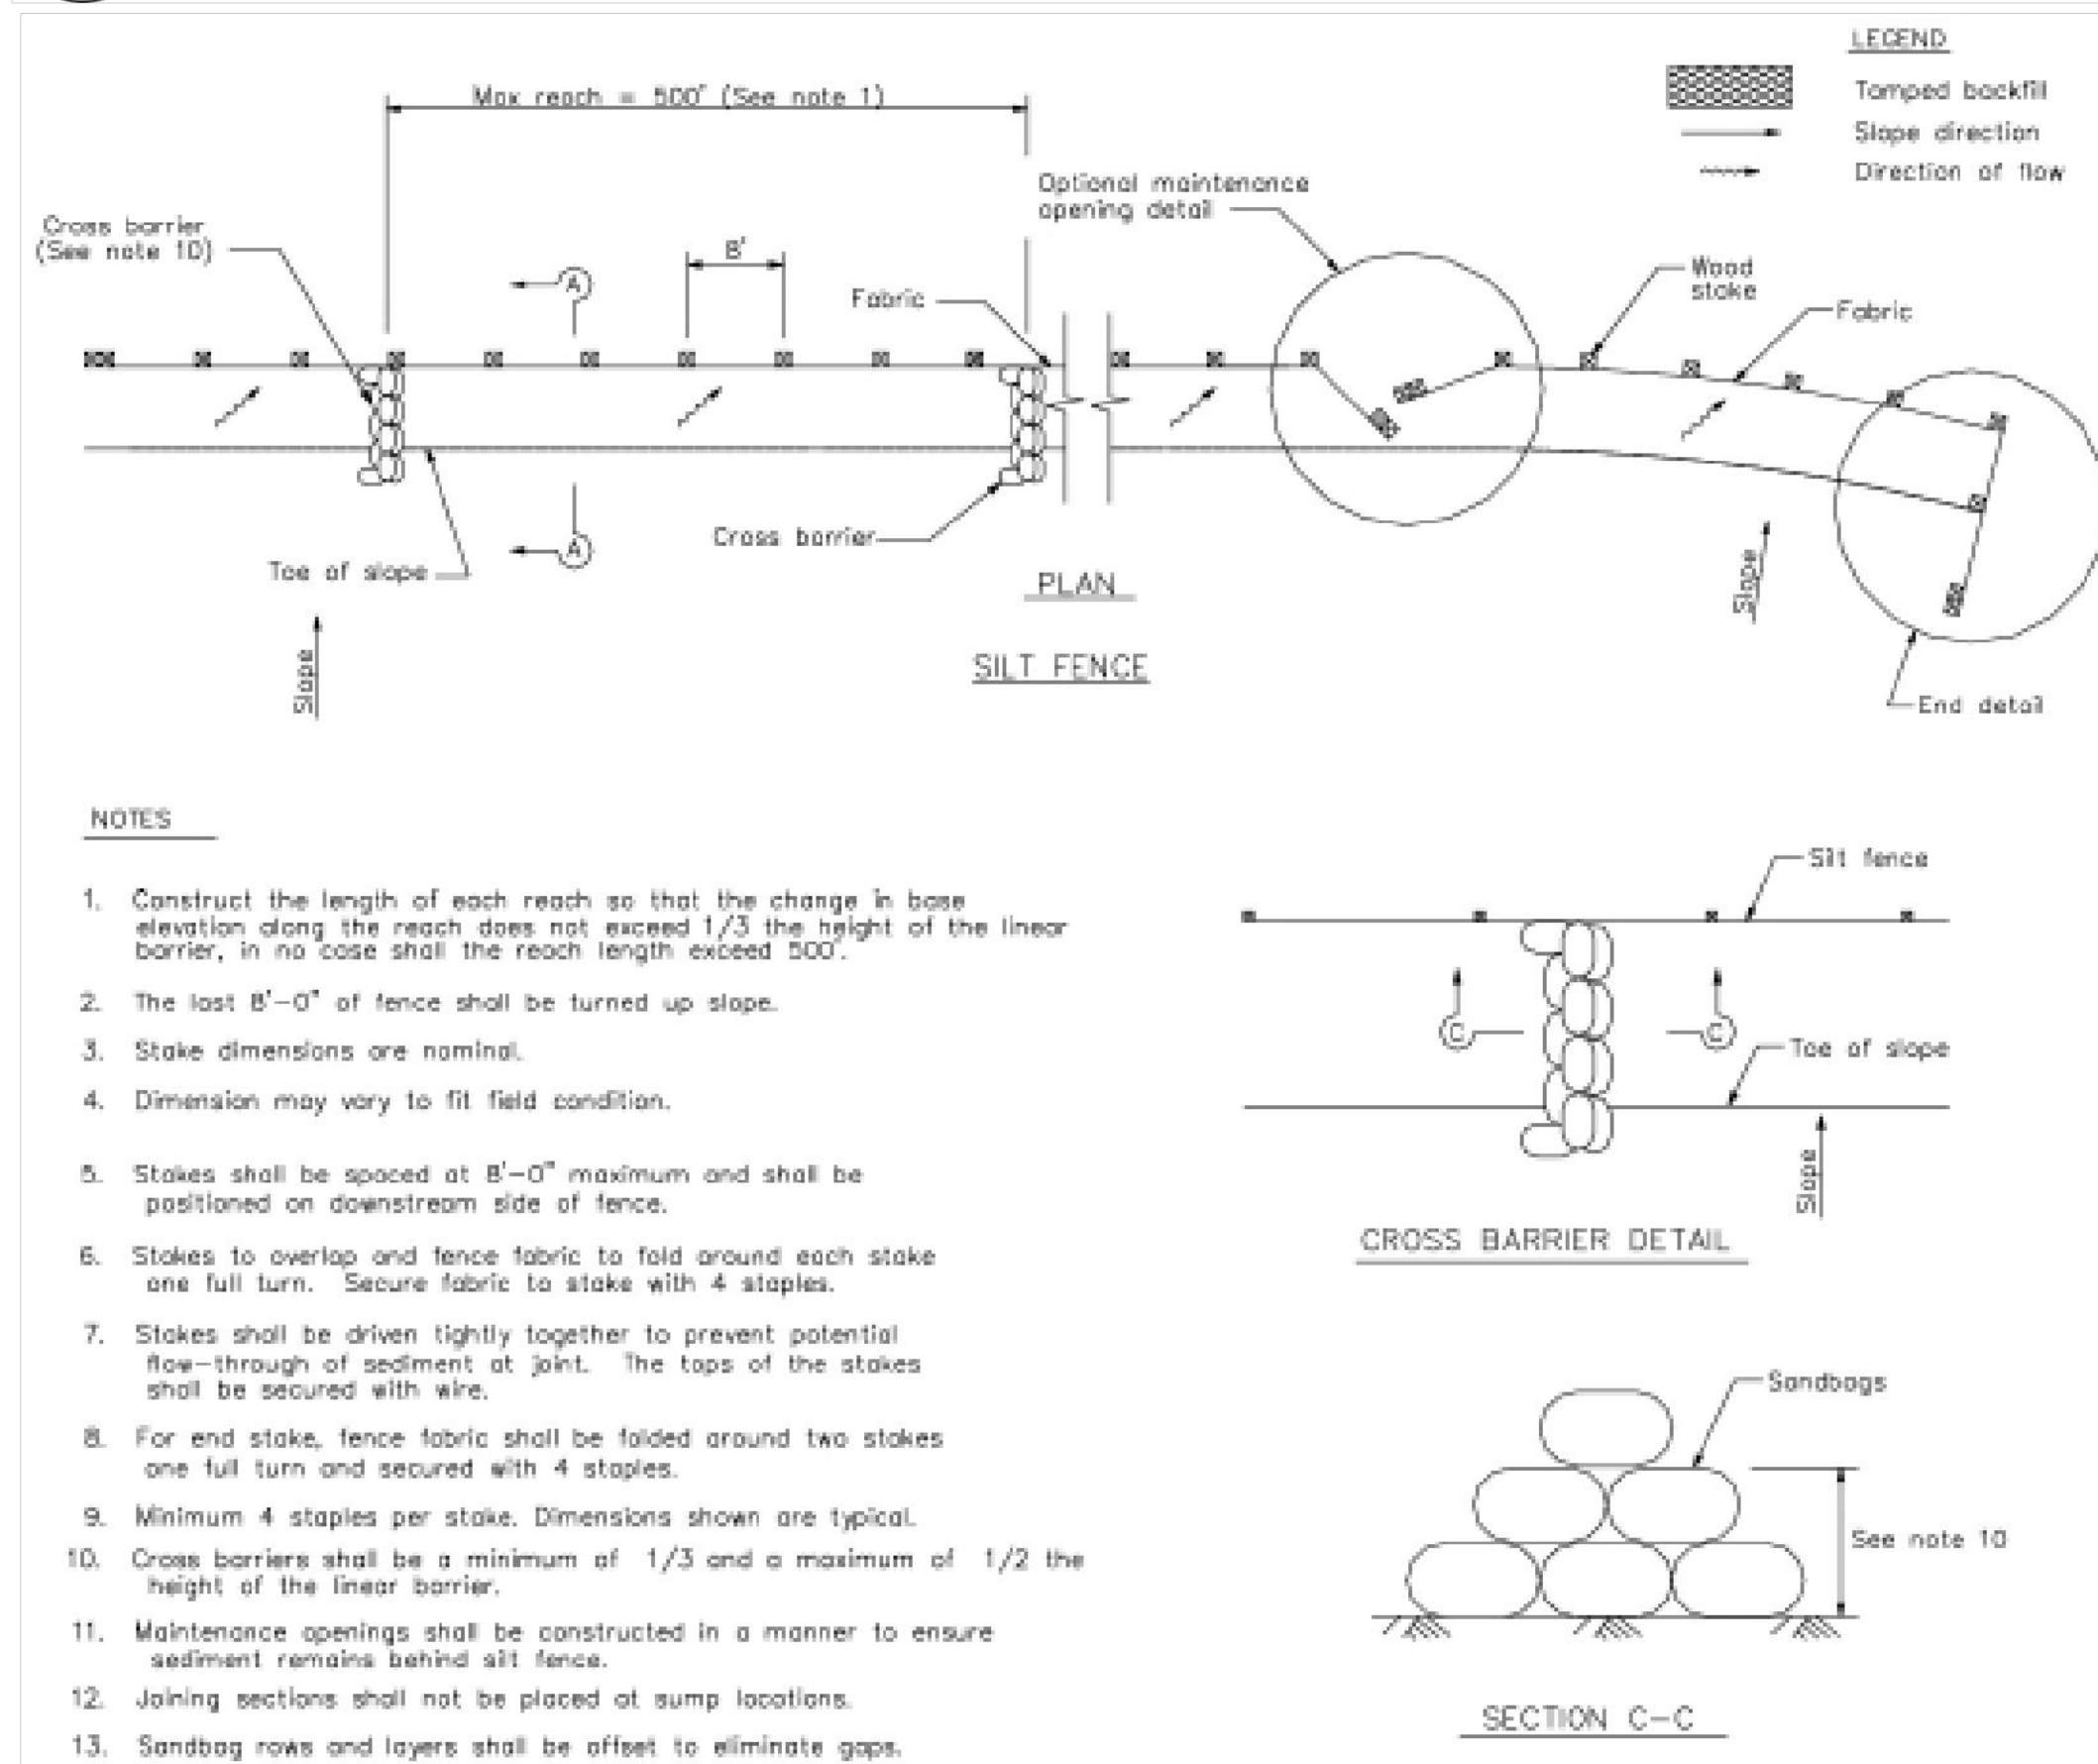 LEGEND
Tamped backfill
Slope direction
Direction of flow
Max reach = 500' (See note 1)
Optional maintenance
opening detail
Cross barrier
(See note 10)
8'
A
Fabric
Wood
stake
Fabric
Cross barrier
A
Toe of slope
PLAN
Slope
Slope
SILT FENCE
End detail
NOTES
1. Construct the length of each reach so that the change in base
elevation along the reach does not exceed 1/3 the height of the linear
barrier, in no case shall the reach length exceed 500'.
2. The last 8'-0" of fence shall be turned up slope.
3. Stake dimensions are nominal.
4. Dimension may vary to fit field condition.
5. Stakes shall be spaced at 8'-0" maximum and shall be
positioned on downstream side of fence.
6. Stakes to overlap and fence fabric to fold around each stake
one full turn. Secure fabric to stake with 4 staples.
7. Stakes shall be driven tightly together to prevent potential
flow-through of sediment at joint. The tops of the stakes
shall be secured with wire.
8. For end stake, fence fabric shall be folded around two stakes
one full turn and secured with 4 staples.
9. Minimum 4 staples per stake. Dimensions shown are typical.
10. Cross barriers shall be a minimum of 1/3 and a maximum of 1/2 the
height of the linear barrier.
11. Maintenance openings shall be constructed in a manner to ensure
sediment remains behind silt fence.
12. Joining sections shall not be placed at sump locations.
13. Sandbag rows and layers shall be offset to eliminate gaps.
Silt fence
C
C
Toe of slope
Slope
CROSS BARRIER DETAIL
Sandbags
See note 10
SECTION C-C